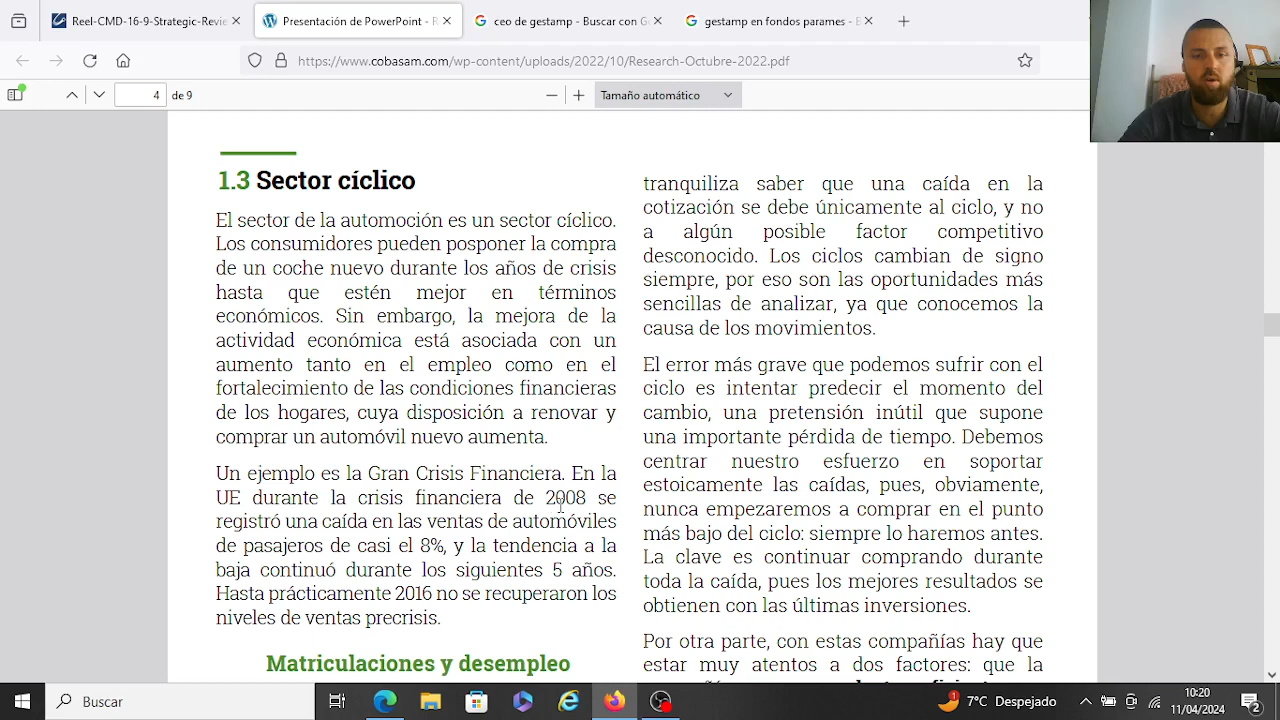 Reel-CMD-16-9-Strategic-Revie
Presentación de PowerPoint - R
ceo de gestamp - Buscar con G
gestamp en fondos parames - B
https://www.cobasam.com/wp-content/uploads/2022/10/Research-Octubre-2022.pdf
4 de 9
Tamaño automático
1.3 Sector cíclico
El sector de la automoción es un sector cíclico.
Los consumidores pueden posponer la compra
de un coche nuevo durante los años de crisis
hasta que estén mejor en términos
económicos. Sin embargo, la mejora de la
actividad económica está asociada con un
aumento tanto en el empleo como en el
fortalecimiento de las condiciones financieras
de los hogares, cuya disposición a renovar y
comprar un automóvil nuevo aumenta.
Un ejemplo es la Gran Crisis Financiera. En la
UE durante la crisis financiera de 2008 se
registró una caída en las ventas de automóviles
de pasajeros de casi el 8%, y la tendencia a la
baja continuó durante los siguientes 5 años.
Hasta prácticamente 2016 no se recuperaron los
niveles de ventas precrisis.
Matriculaciones y desempleo
tranquiliza saber que una caída en la
cotización se debe únicamente al ciclo, y no
a algún posible factor competitivo
desconocido. Los ciclos cambian de signo
siempre, por eso son las oportunidades más
sencillas de analizar, ya que conocemos la
causa de los movimientos.
El error más grave que podemos sufrir con el
ciclo es intentar predecir el momento del
cambio, una pretensión inútil que supone
una importante pérdida de tiempo. Debemos
centrar nuestro esfuerzo en soportar
estoicamente las caídas, pues, obviamente,
nunca empezaremos a comprar en el punto
más bajo del ciclo: siempre lo haremos antes.
La clave es continuar comprando durante
toda la caída, pues los mejores resultados se
obtienen con las últimas inversiones.
Por otra parte, con estas compañías hay que
estar muy atentos a dos factores: que la
Buscar
1
7°C Despejado
10:20
11/04/2024
2